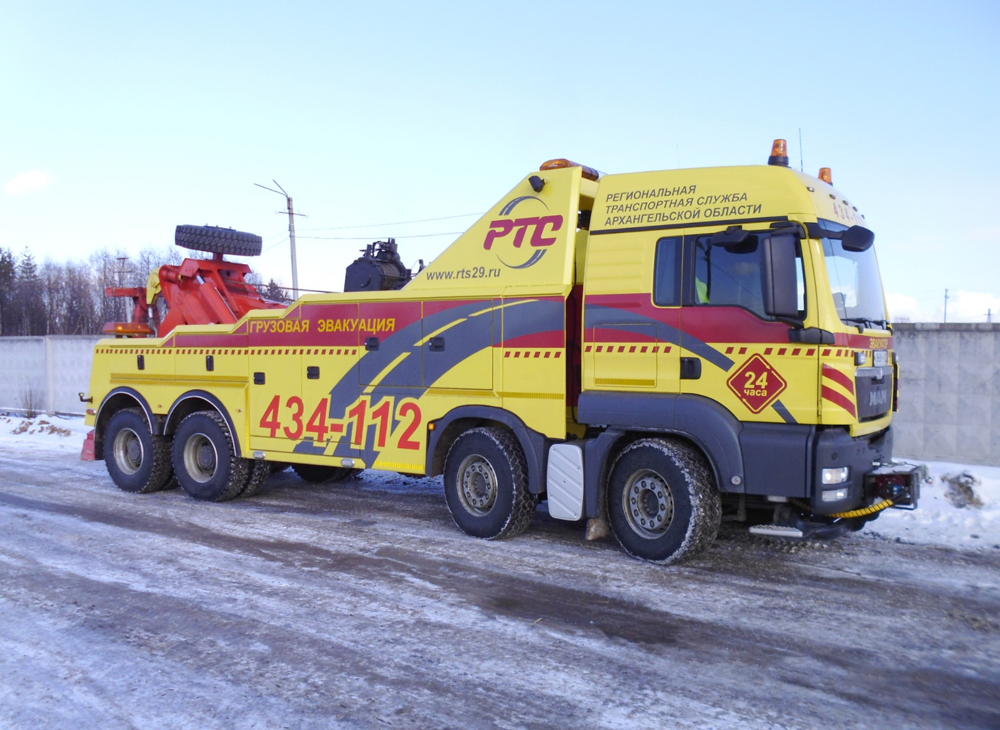 РЕГИОНАЛЬНАЯ
ТРАНСПОРТНАЯ СЛУЖБА
АРХАНГЕЛЬСКОЙ ОБЛАСТИ
РТС
www.rts29.ru
ГРУЗОВАЯ ЭВАКУАЦИЯ
434-112
24
часа
ЭВАКУАТОР
MAN